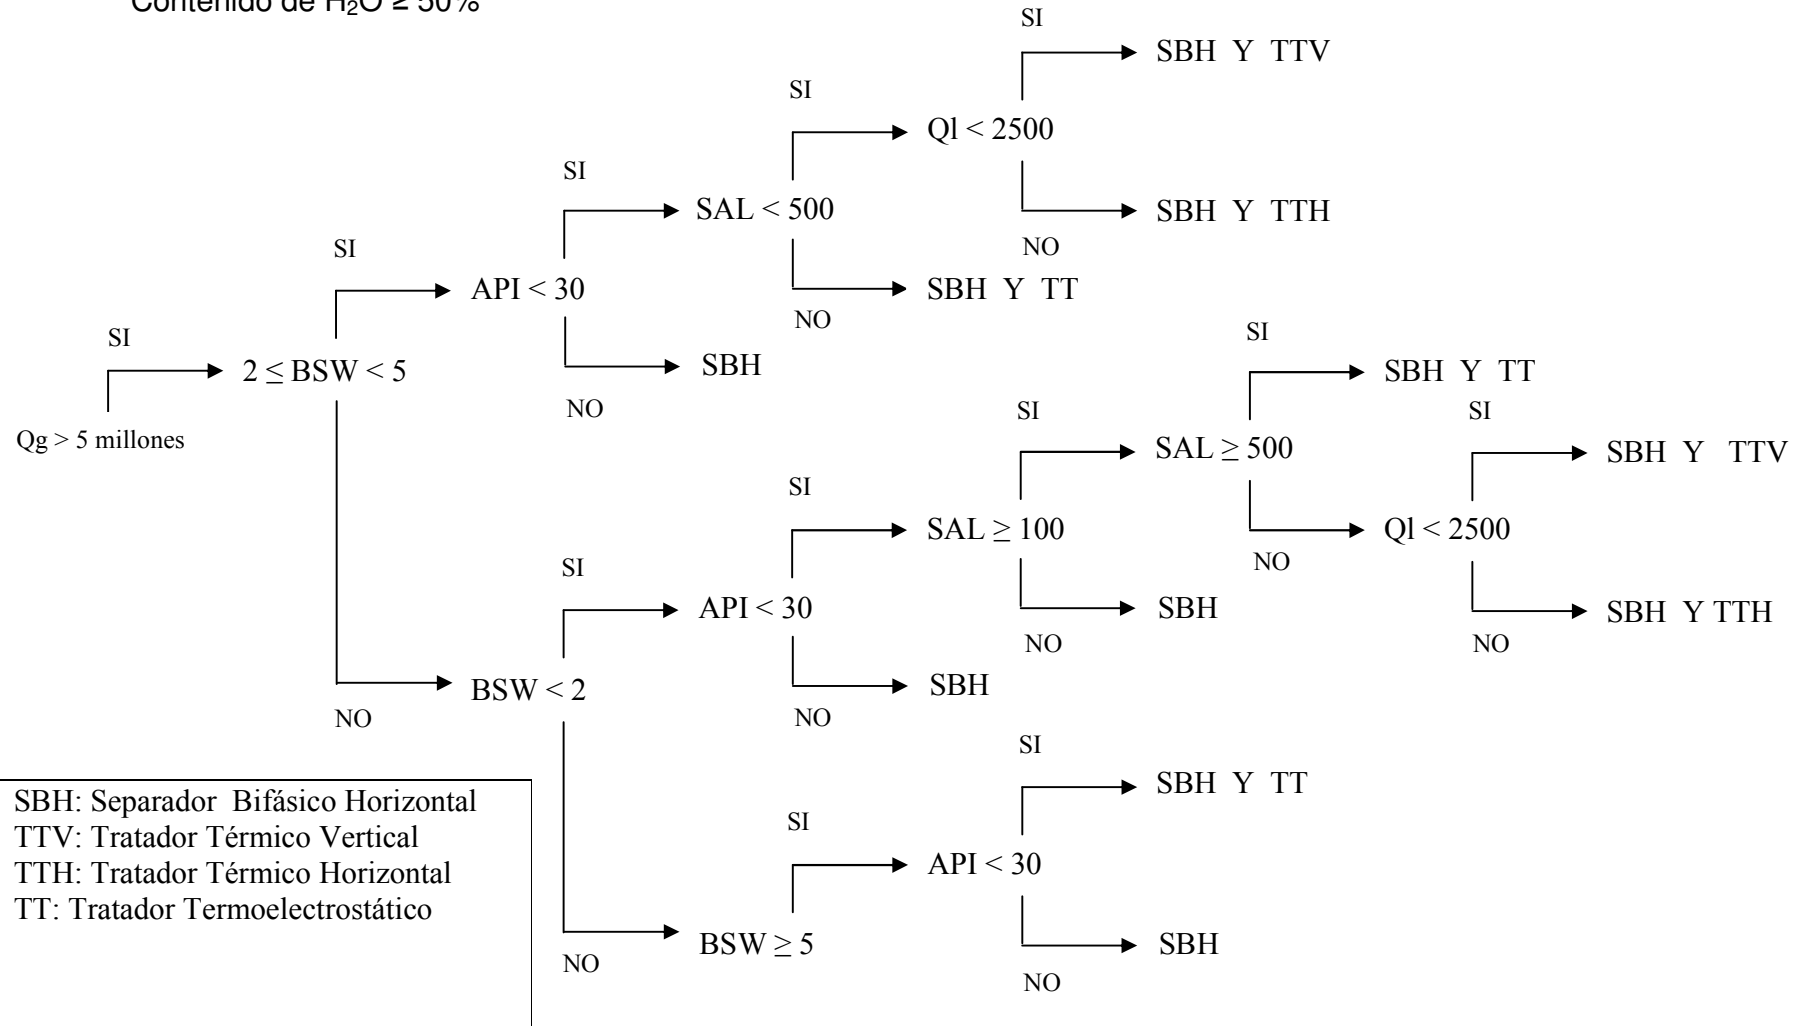 Contenido de H₂O ≥ 50%
SI
SBH Y TTV
SI
Ql < 2500
SI
SBH Y TTH
SAL < 500
NO
SI
API < 30
SBH Y TT
NO
SI
SI
SBH
2 ≤ BSW < 5
SBH Y TT
NO
SI
SI
Qg > 5 millones
SAL ≥ 500
SBH Y TTV
SI
SAL ≥ 100
Ql < 2500
NO
SI
API < 30
SBH
SBH Y TTH
NO
NO
BSW < 2
SBH
NO
NO
SI
SBH Y TT
SI
API < 30
BSW ≥ 5
SBH
NO
NO
SBH: Separador Bifásico Horizontal
TTV: Tratador Térmico Vertical
TTH: Tratador Térmico Horizontal
TT: Tratador Termoelectrostático